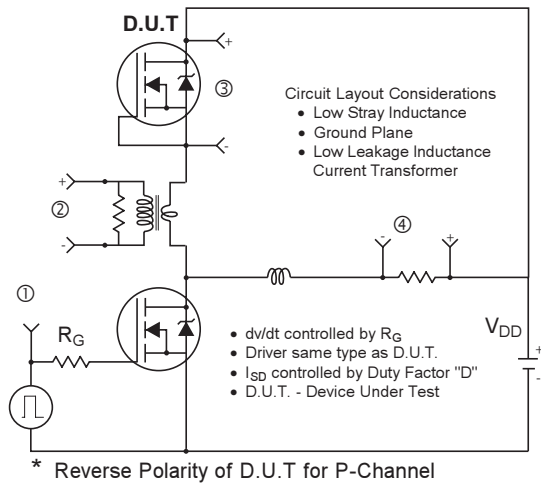 D.U.T
+
③
Circuit Layout Considerations
• Low Stray Inductance
• Ground Plane
• Low Leakage Inductance
Current Transformer
-
+
②
-
④
-
+
①
RG
VDD
+
-
• dv/dt controlled by RG
• Driver same type as D.U.T.
• ISD controlled by Duty Factor "D"
• D.U.T. - Device Under Test
* Reverse Polarity of D.U.T for P-Channel